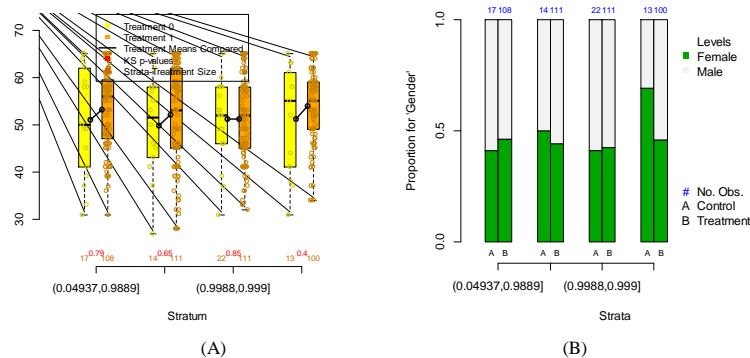 Treatment 0
Treatment 1
Treatment Means Compared
KS p-values
Strata-Treatment Size
70
60
50
40
30
0.79 0.65 0.85 0.4
17 108 14 111 22 111 13 100
(0.04937,0.9889] (0.9988,0.999]
Stratum
(A)
17 108 14 111 22 111 13 100
1.0
0.5
0.0
Proportion for 'Gender'
Levels
Female
Male
# No. Obs.
A Control
B Treatment
A B A B A B A B
(0.04937,0.9889] (0.9988,0.999]
Strata
(B)